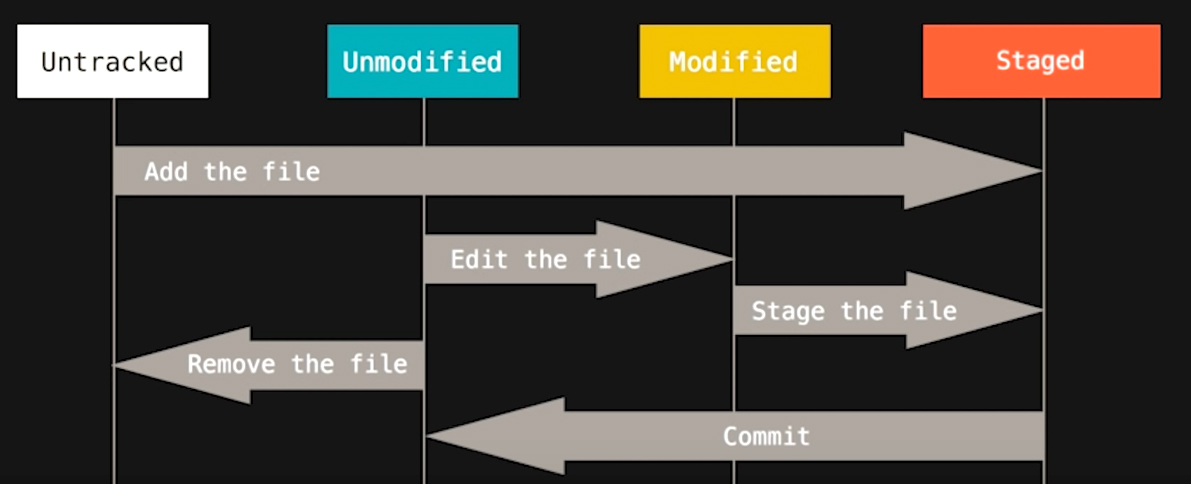 Untracked
Unmodified
Modified
Staged
Add the file
Edit the file
Stage the file
Remove the file
Commit